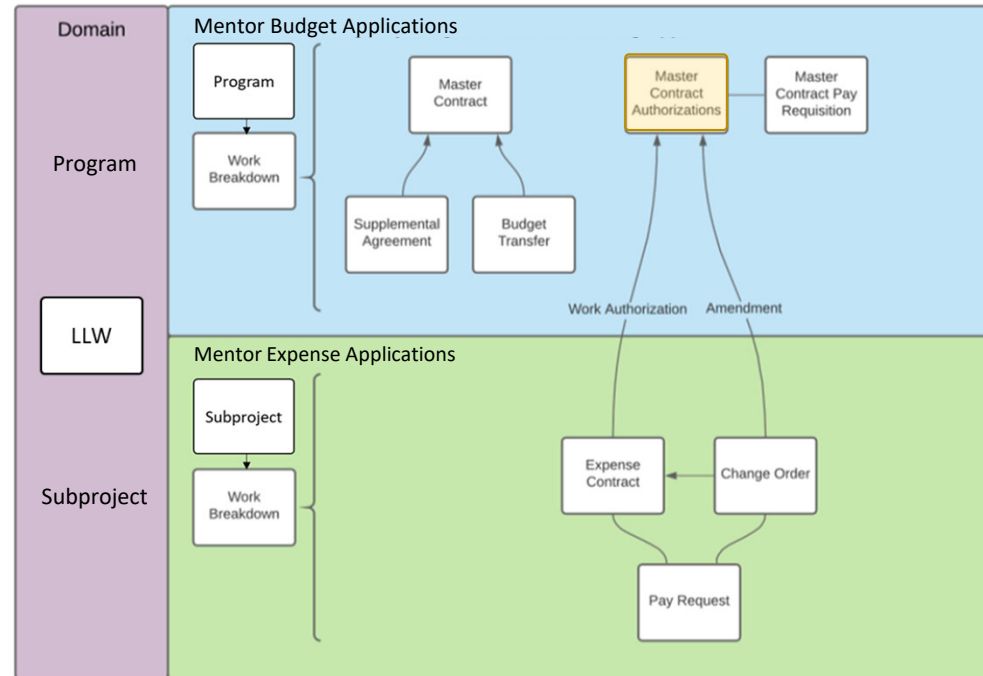 Domain
Program
LLW
Subproject
Mentor Budget Applications
Program
Work
Breakdown
Master
Contract
Supplemental
Agreement
Budget
Transfer
Master
Contract
Authorizations
Master
Contract Pay
Requisition
Work Authorization
Amendment
Mentor Expense Applications
Subproject
Work
Breakdown
Expense
Contract
Change Order
Pay Request